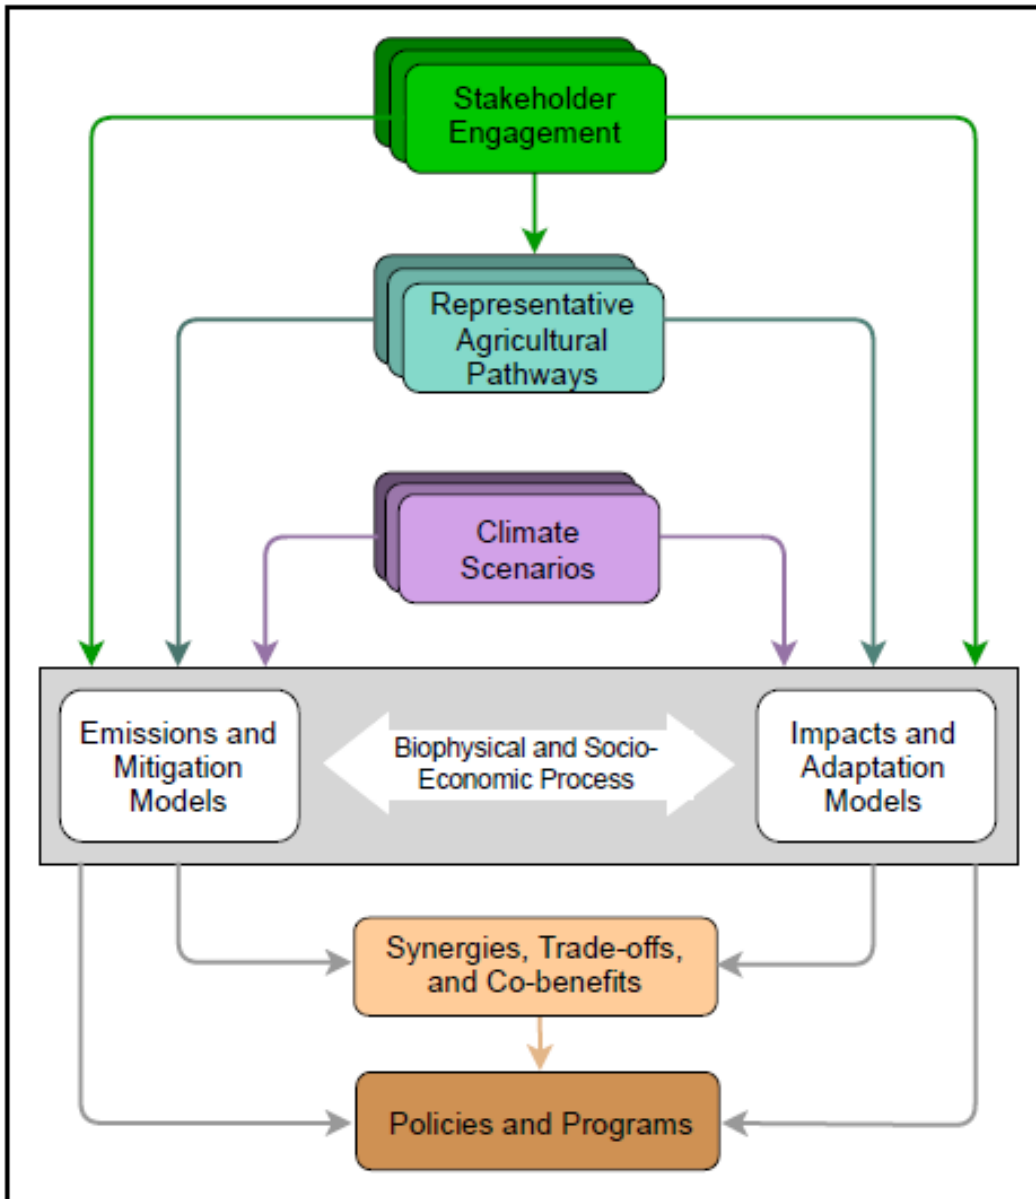 Stakeholder
Engagement
Representative
Agricultural
Pathways
Climate
Scenarios
Emissions and
Mitigation
Models
Biophysical and Socio-
Economic Process
Impacts and
Adaptation
Models
Synergies, Trade-offs,
and Co-benefits
Policies and Programs